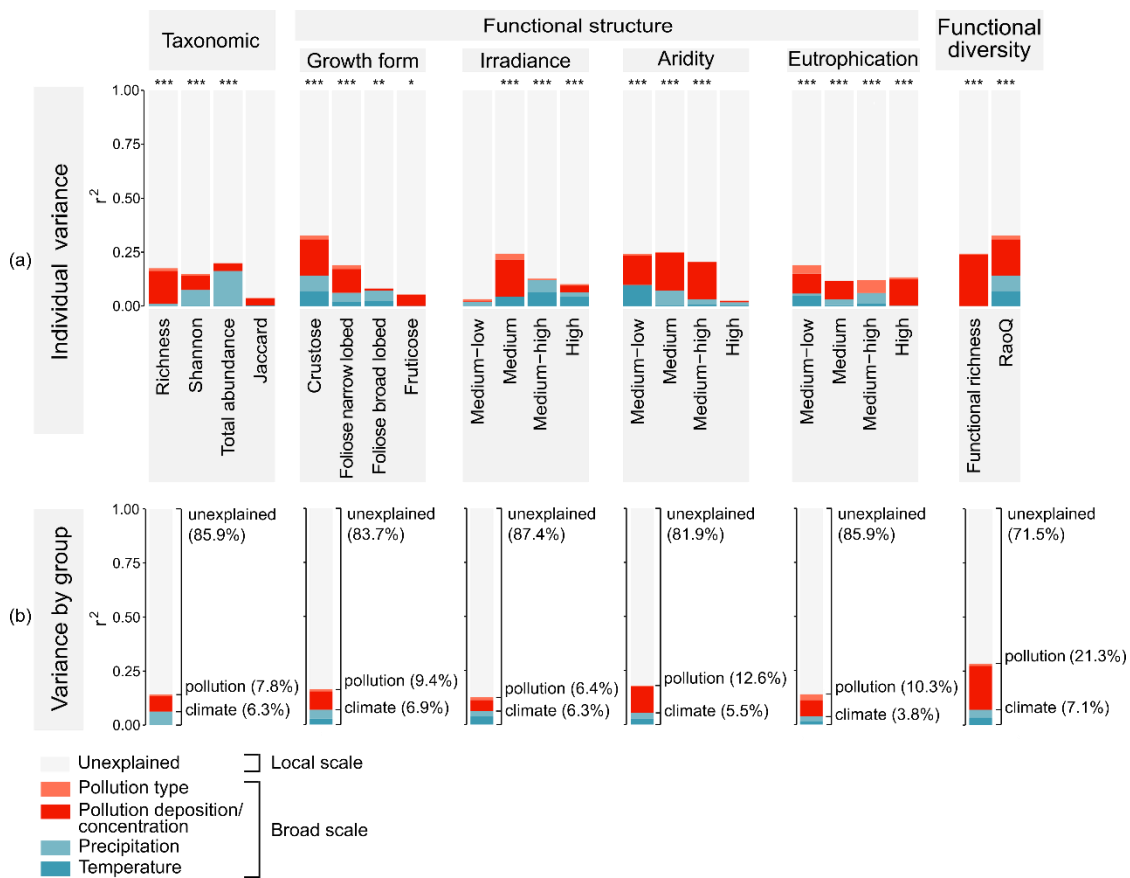 Taxonomic
Functional structure
Functional
diversity
Growth form
Irradiance
Aridity
Eutrophication
*** *** ***
*** *** ** *
*** *** ***
*** *** ***
*** *** *** ***
*** ***
(a)
Individual variance
r²
1.00
0.75
0.50
0.25
0.00
Richness
Shannon
Total abundance
Jaccard
Crustose
Foliose narrow lobed
Foliose broad lobed
Fruticose
Medium−low
Medium
Medium−high
High
Medium−low
Medium
Medium−high
High
Medium−low
Medium
Medium−high
High
Functional richness
RaoQ
(b)
Variance by group
r²
1.00
0.75
0.50
0.25
0.00
unexplained
(85.9%)
pollution (7.8%)
climate (6.3%)
unexplained
(83.7%)
pollution (9.4%)
climate (6.9%)
unexplained
(87.4%)
pollution (6.4%)
climate (6.3%)
unexplained
(81.9%)
pollution (12.6%)
climate (5.5%)
unexplained
(85.9%)
pollution (10.3%)
climate (3.8%)
unexplained
(71.5%)
pollution (21.3%)
climate (7.1%)
Unexplained
Local scale
Pollution type
Pollution deposition/
concentration
Precipitation
Temperature
Broad scale